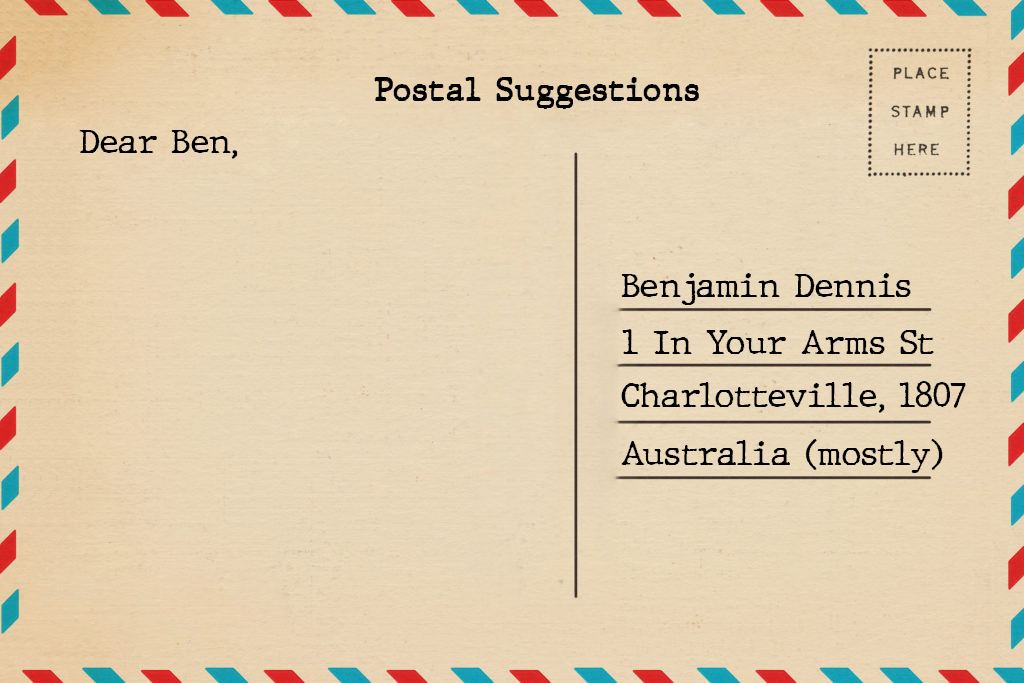 Postal Suggestions
PLACE
STAMP
HERE
Dear Ben,
Benjamin Dennis
1 In Your Arms St
Charlotteville, 1807
Australia (mostly)